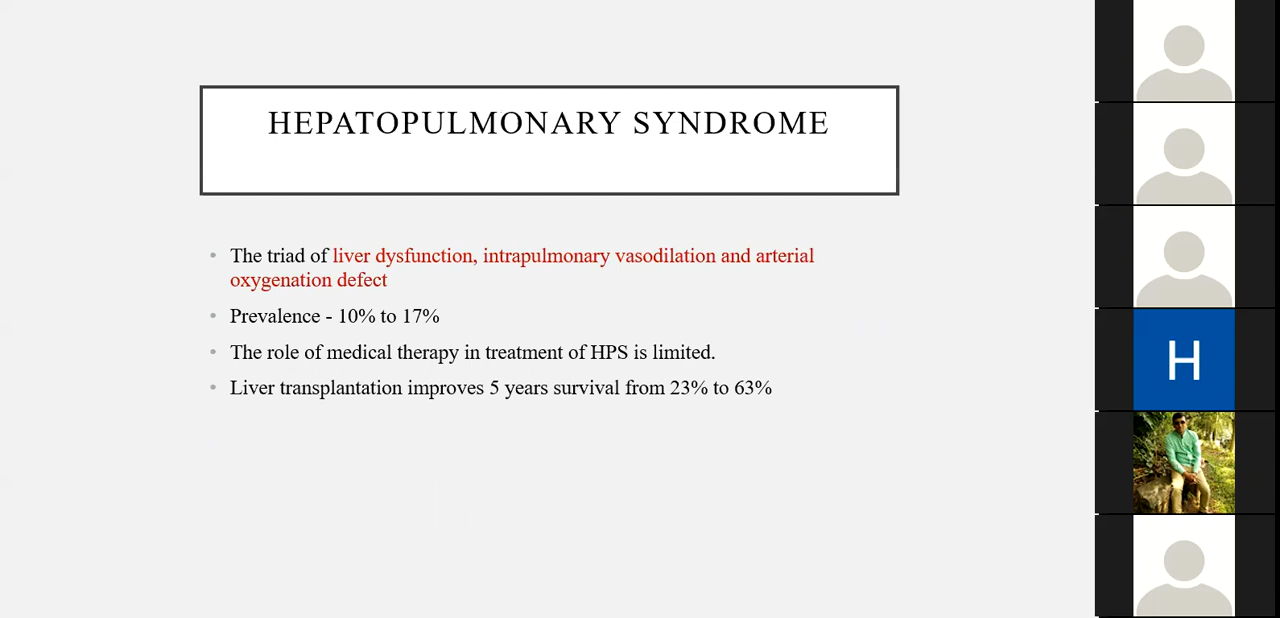 HEPATOPULMONARY SYNDROME
• The triad of liver dysfunction, intrapulmonary vasodilation and arterial
oxygenation defect
• Prevalence - 10% to 17%
• The role of medical therapy in treatment of HPS is limited.
• Liver transplantation improves 5 years survival from 23% to 63%
H